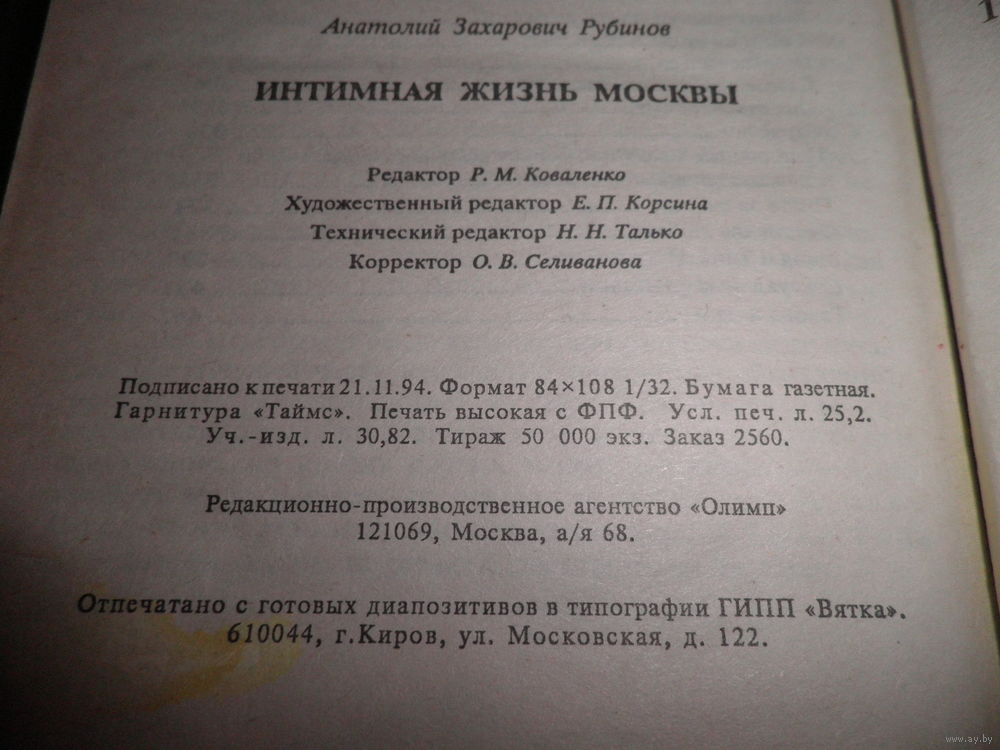 Анатолий Захарович Рубинов
ИНТИМНАЯ ЖИЗНЬ МОСКВЫ
Редактор Р. М. Коваленко
Художественный редактор Е. П. Корсина
Технический редактор Н. Н. Талько
Корректор О. В. Селиванова
Подписано к печати 21.11.94. Формат 84×108 1/32. Бумага газетная.
Гарнитура «Таймс». Печать высокая с ФПФ. Усл. печ. л. 25,2.
Уч.-изд. л. 30,82. Тираж 50 000 экз. Заказ 2560.
Редакционно-производственное агентство «Олимп»
121069, Москва, а/я 68.
Отпечатано с готовых диапозитивов в типографии ГИПП «Вятка».
610044, г.Киров, ул. Московская, д. 122.
www.ay.by